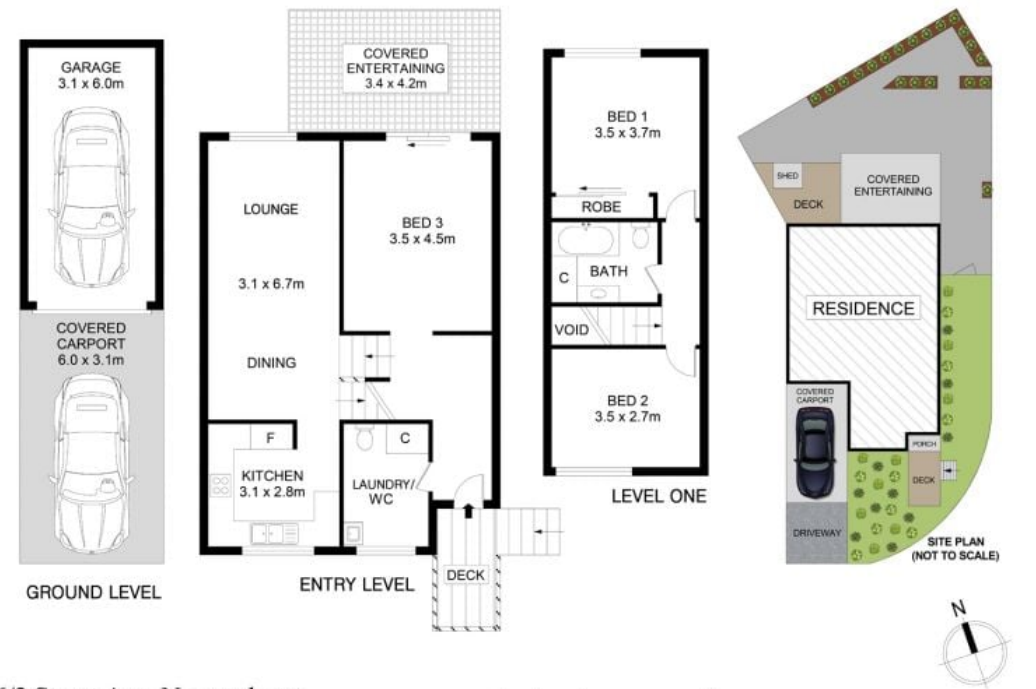 GARAGE
3.1 x 6.0m
COVERED
CARPORT
6.0 x 3.1m
GROUND LEVEL
COVERED
ENTERTAINING
3.4 x 4.2m
LOUNGE
3.1 x 6.7m
DINING
BED 3
3.5 x 4.5m
F
KITCHEN
3.1 x 2.8m
C
LAUNDRY/
WC
DECK
ENTRY LEVEL
BED 1
3.5 x 3.7m
ROBE
C
BATH
VOID
BED 2
3.5 x 2.7m
LEVEL ONE
SHED
DECK
COVERED
ENTERTAINING
RESIDENCE
COVERED
CARPORT
PORCH
DECK
DRIVEWAY
SITE PLAN
(NOT TO SCALE)
N